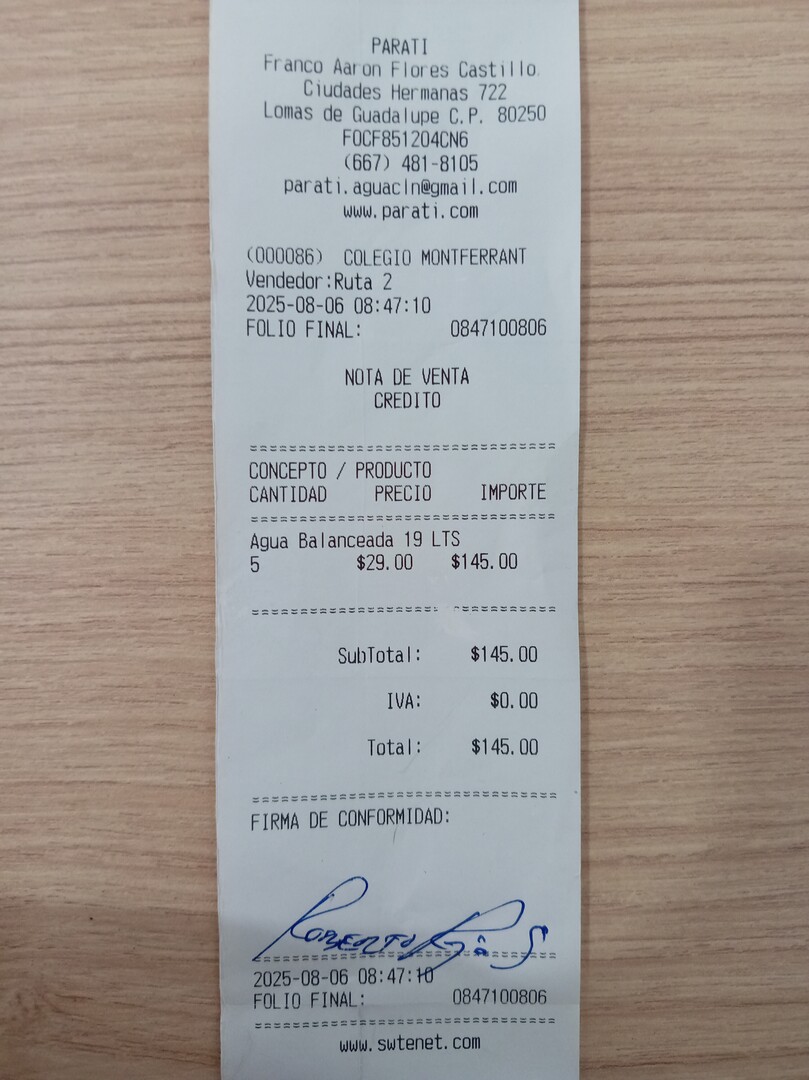 PARATI
Franco Aaron Flores Castillo.
Ciudades Hermanas 722
Lomas de Guadalupe C.P. 80250
FOCF851204CN6
(667) 481-8105
parati.aguacln@gmail.com
www.parati.com
(000086) COLEGIO MONTFERRANT
Vendedor:Ruta 2
2025-08-06 08:47:10
FOLIO FINAL: 0847100806
NOTA DE VENTA
CREDITO
CONCEPTO / PRODUCTO
CANTIDAD PRECIO IMPORTE
Agua Balanceada 19 LTS
5 $29.00 $145.00
SubTotal: $145.00
IVA: $0.00
Total: $145.00
FIRMA DE CONFORMIDAD:
Roberto
2025-08-06 08:47:10
FOLIO FINAL: 0847100806
www.swtenet.com